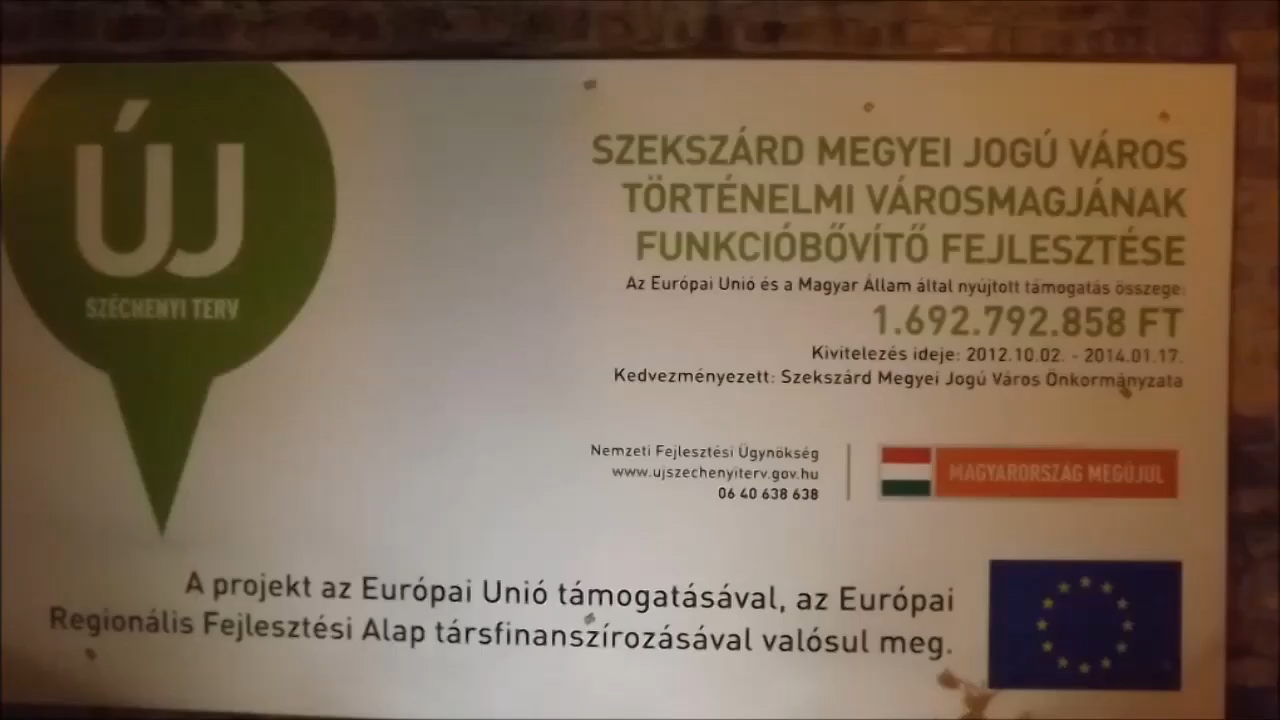 ÚJ
SZÉCHENYI TERV
SZEKSZÁRD MEGYEI JOGÚ VÁROS
TÖRTÉNELMI VÁROSMAGJÁNAK
FUNKCIÓBŐVÍTŐ FEJLESZTÉSE
Az Európai Unió és a Magyar Állam által nyújtott támogatás összege:
1.692.792.858 FT
Kivitelezés ideje: 2012.10.02. - 2014.01.17.
Kedvezményezett: Szekszárd Megyei Jogú Város Önkormányzata
Nemzeti Fejlesztési Ügynökség
www.ujszechenyiterv.gov.hu
06 40 638 638
MAGYARORSZÁG MEGÚJUL
A projekt az Európai Unió támogatásával, az Európai
Regionális Fejlesztési Alap társfinanszírozásával valósul meg.